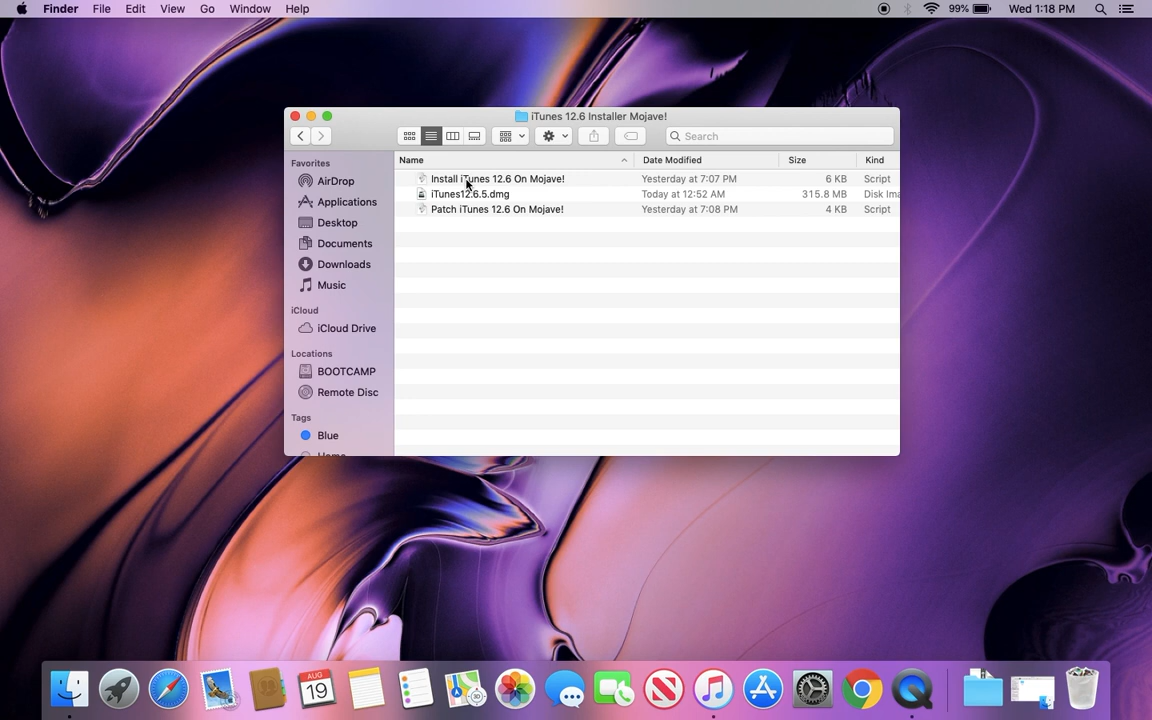 Finder File Edit View Go Window Help 99% Wed 1:18 PM
iTunes 12.6 Installer Mojave!
Search
Favorites
AirDrop
Applications
Desktop
Documents
Downloads
Music
iCloud
iCloud Drive
Locations
BOOTCAMP
Remote Disc
Tags
Blue
Home
Name Date Modified Size Kind
Install iTunes 12.6 On Mojave! Yesterday at 7:07 PM 6 KB Script
iTunes12.6.5.dmg Today at 12:52 AM 315.8 MB Disk Ima
Patch iTunes 12.6 On Mojave! Yesterday at 7:08 PM 4 KB Script
AUG
19